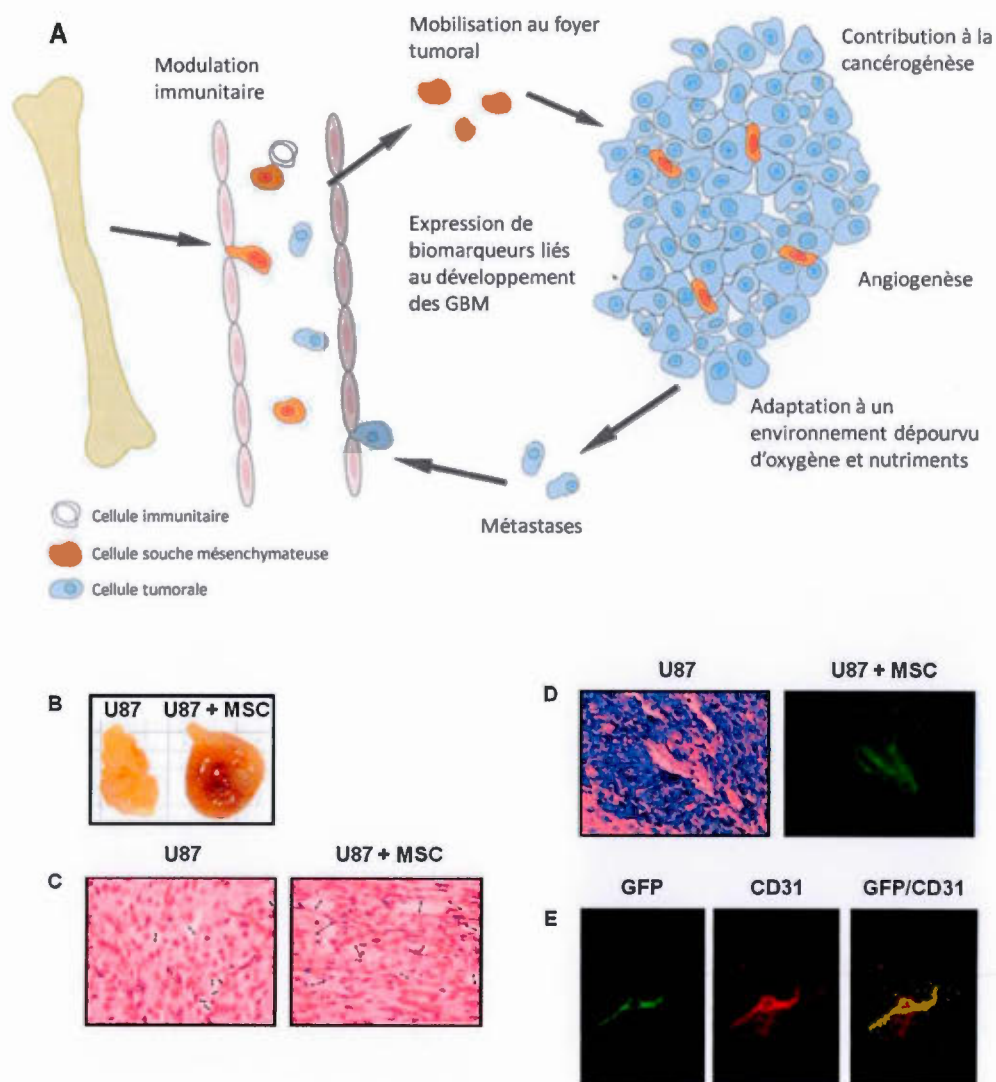 A
Modulation
immunitaire
Mobilisation au foyer
tumoral
Contribution à la
cancérogénèse
Expression de
biomarqueurs liés
au développement
des GBM
Angiogenèse
Adaptation à un
environnement dépourvu
d'oxygène et nutriments
Métastases
Cellule immunitaire
Cellule souche mésenchymateuse
Cellule tumorale
B
U87 U87 + MSC
C
U87 U87 + MSC
D
U87 U87 + MSC
E
GFP CD31 GFP/CD31